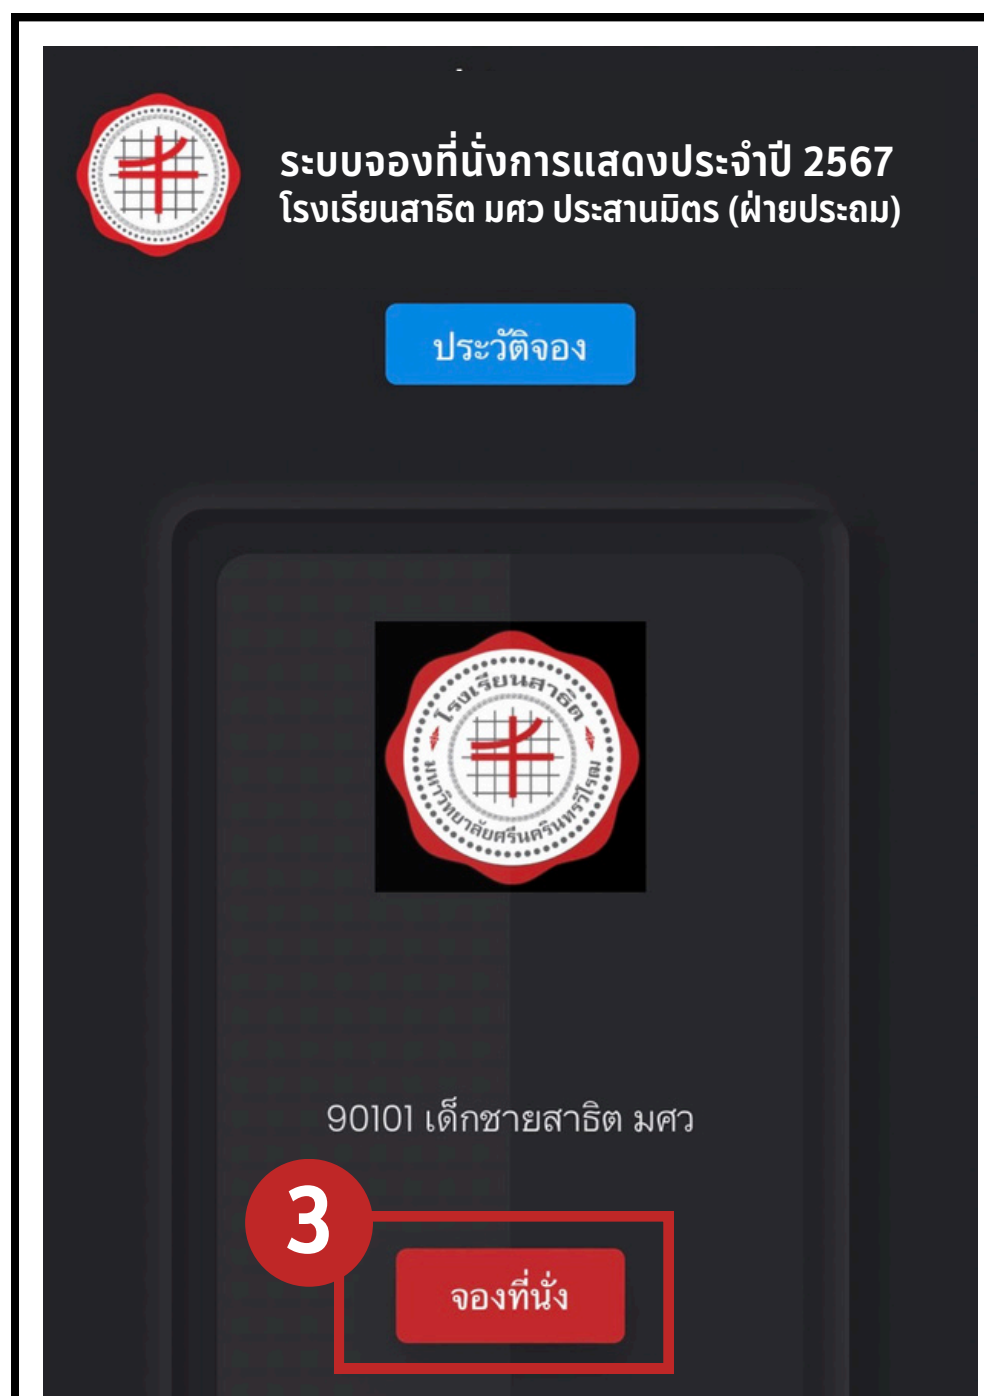 ระบบจองที่นั่งการแสดงประจำปี 2567
โรงเรียนสาธิต มศว ประสานมิตร (ฝ่ายประถม)
ประวัติจอง
โรงเรียนสาธิต
มหาวิทยาลัยศรีนครินทรวิโรฒ
90101 เด็กชายสาธิต มศว
3
จองที่นั่ง